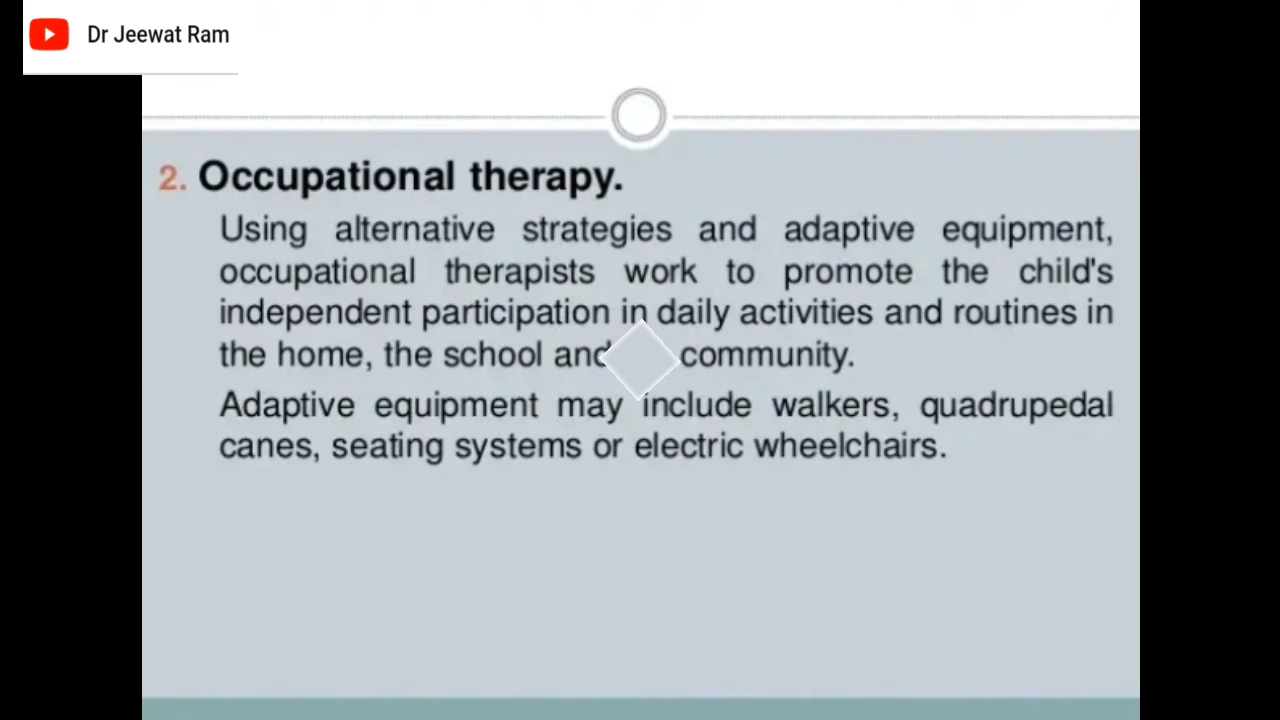 Dr Jeewat Ram
2. Occupational therapy.
Using alternative strategies and adaptive equipment,
occupational therapists work to promote the child's
independent participation in daily activities and routines in
the home, the school and community.
Adaptive equipment may include walkers, quadrupedal
canes, seating systems or electric wheelchairs.